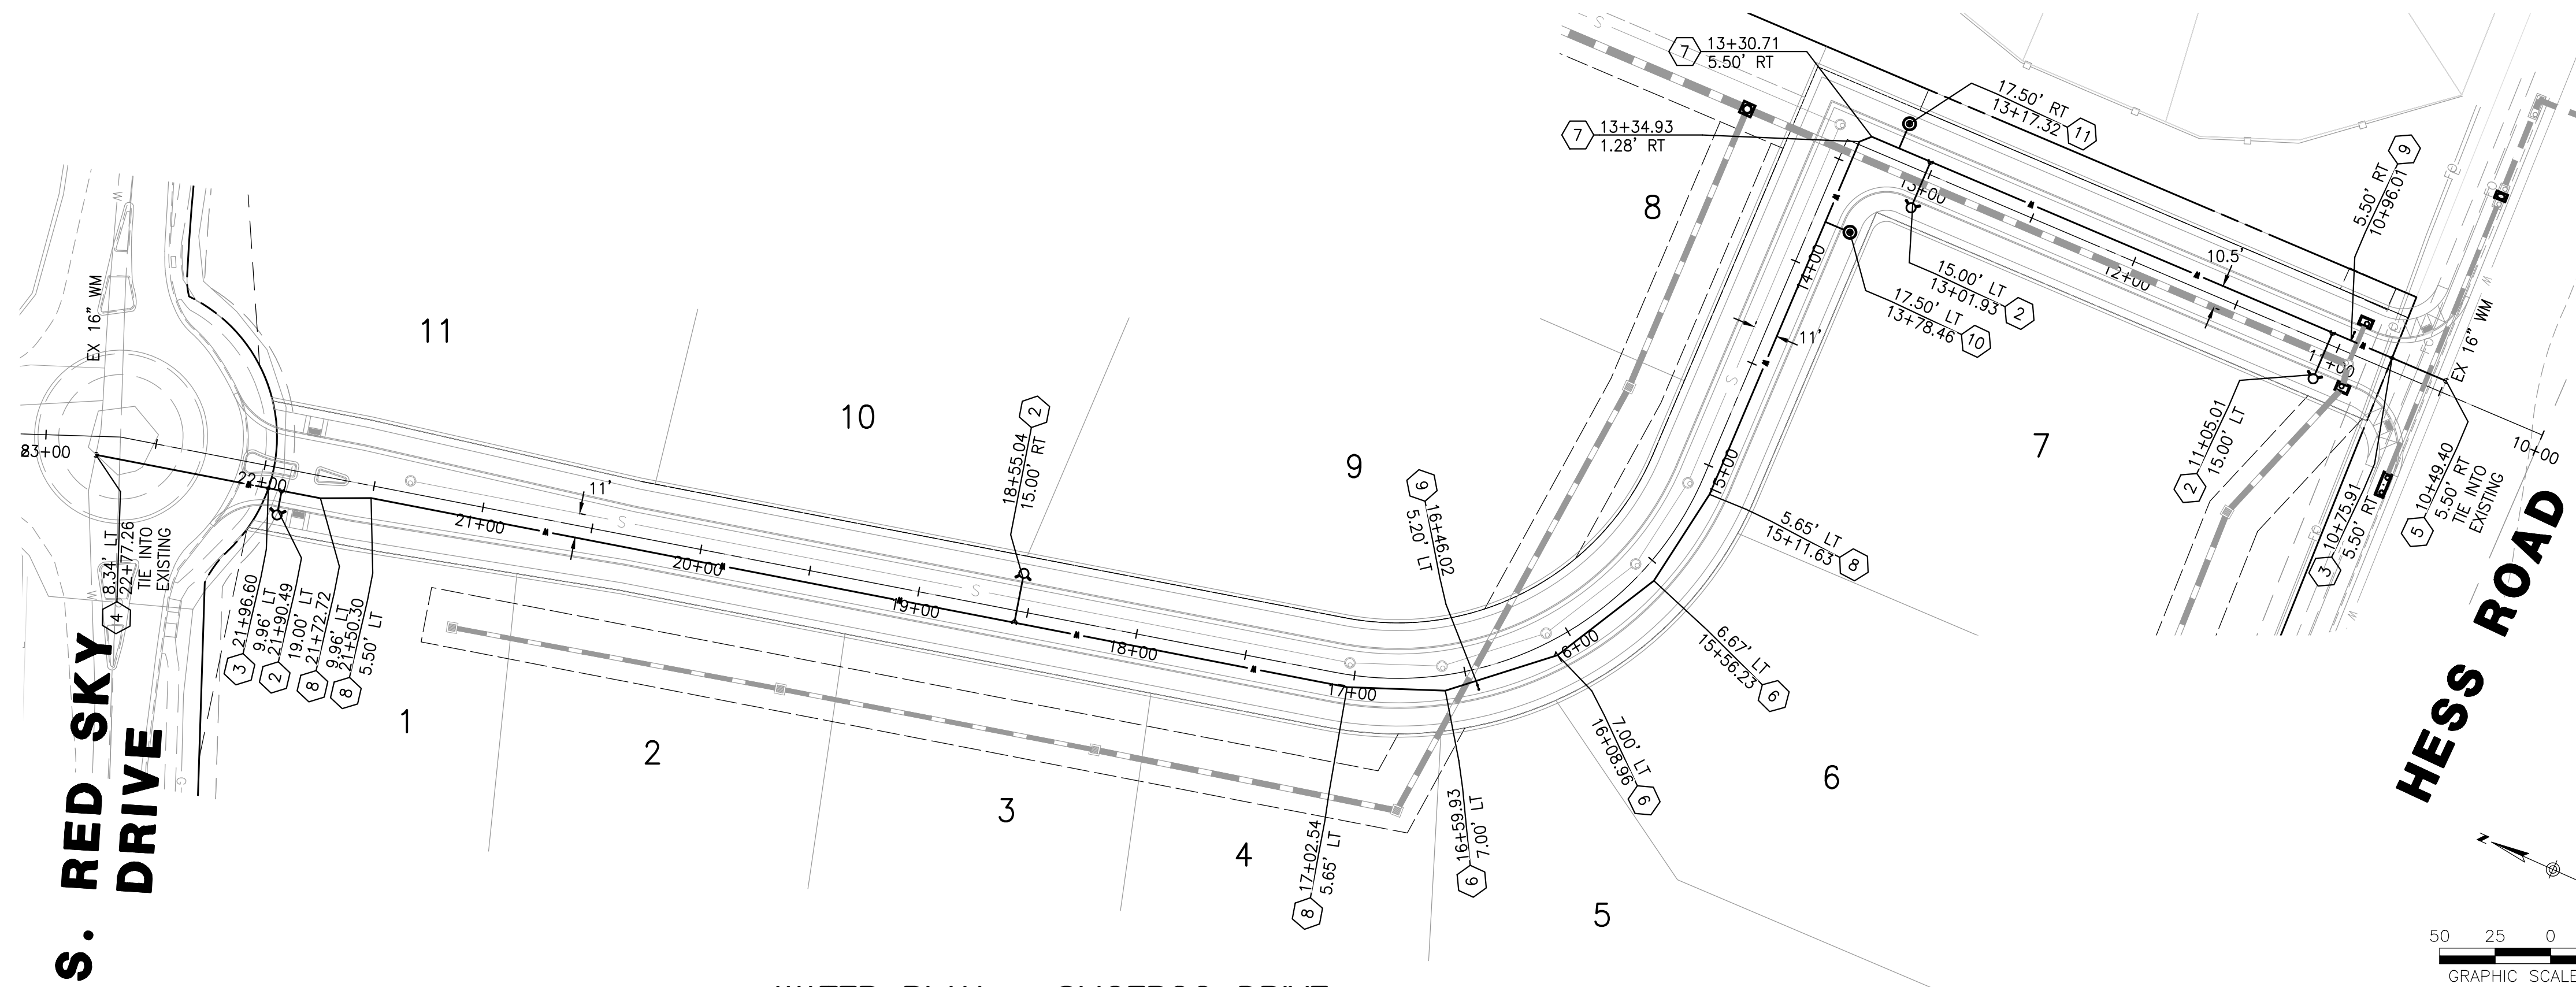 7
13+30.71
5.50' RT
17.50' RT
13+17.32
11
7
13+34.93
1.28' RT
9
5.50' RT
10+96.01
8
13+00
12+00
10.5'
15.00' LT
13+01.93
2
17.50' LT
13+78.46
10
14+00
11'
EX 16" WM
EX 16" WM
11
10
9
7
10+00
2
11+05.01
15.00' LT
3
10+75.91
5.50' RT
5
10+49.40
5.50' RT
TIE INTO
EXISTING
HESS ROAD
23+00
22+00
21+00
11'
20+00
19+00
18+00
17+00
16+00
15+00
18+55.04
15.00' RT
2
9
16+46.02
5.20' LT
5.65' LT
15+11.63
8
6.67' LT
15+56.23
6
7.00' LT
16+08.96
6
4
8.34' LT
22+77.26
TIE INTO
EXISTING
3
21+96.60
9.96' LT
2
21+90.49
19.00' LT
8
21+72.72
9.96' LT
8
21+50.30
5.50' LT
S. RED SKY
DRIVE
1
2
3
4
5
6
8
17+02.54
5.65' LT
6
16+59.93
7.00' LT
N
50 25 0
GRAPHIC SCALE
W
W
W
W
S
S
S
S
G
FO
FO